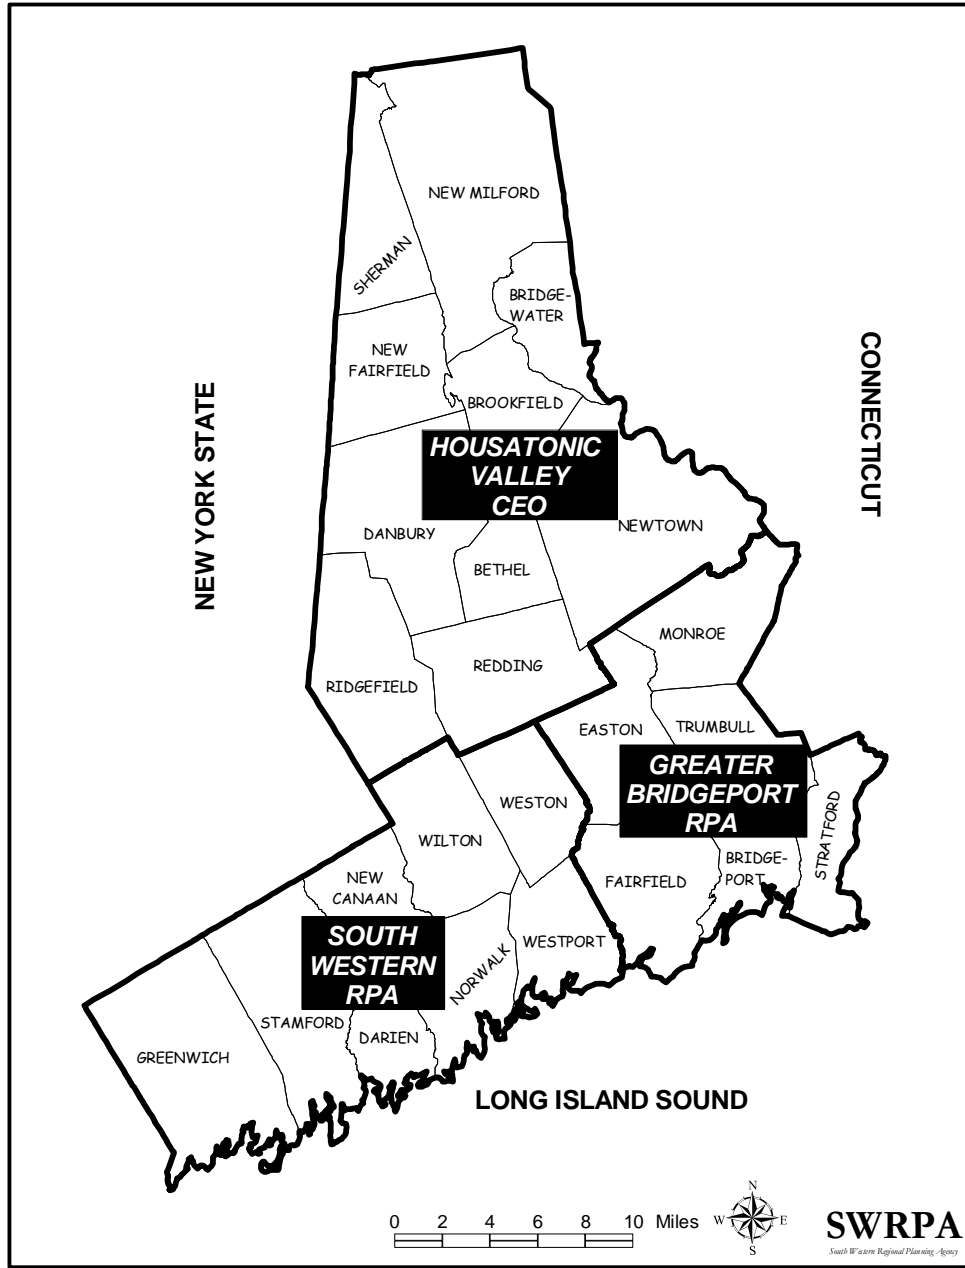 NEW MILFORD
SHERMAN
BRIDGE-
WATER
NEW
FAIRFIELD
CONNECTICUT
NEW YORK STATE
BROOKFIELD
HOUSATONIC
VALLEY
CEO
DANBURY
NEWTOWN
BETHEL
MONROE
REDDING
RIDGEFIELD
EASTON
TRUMBULL
GREATER
BRIDGEPORT
RPA
WESTON
WILTON
STRATFORD
BRIDGE-
PORT
FAIRFIELD
NEW
CANAAN
SOUTH
WESTERN
RPA
WESTPORT
NORWALK
STAMFORD
DARIEN
GREENWICH
LONG ISLAND SOUND
0 2 4 6 8 10 Miles
N
W E
S
SWRPA
South Western Regional Planning Agency